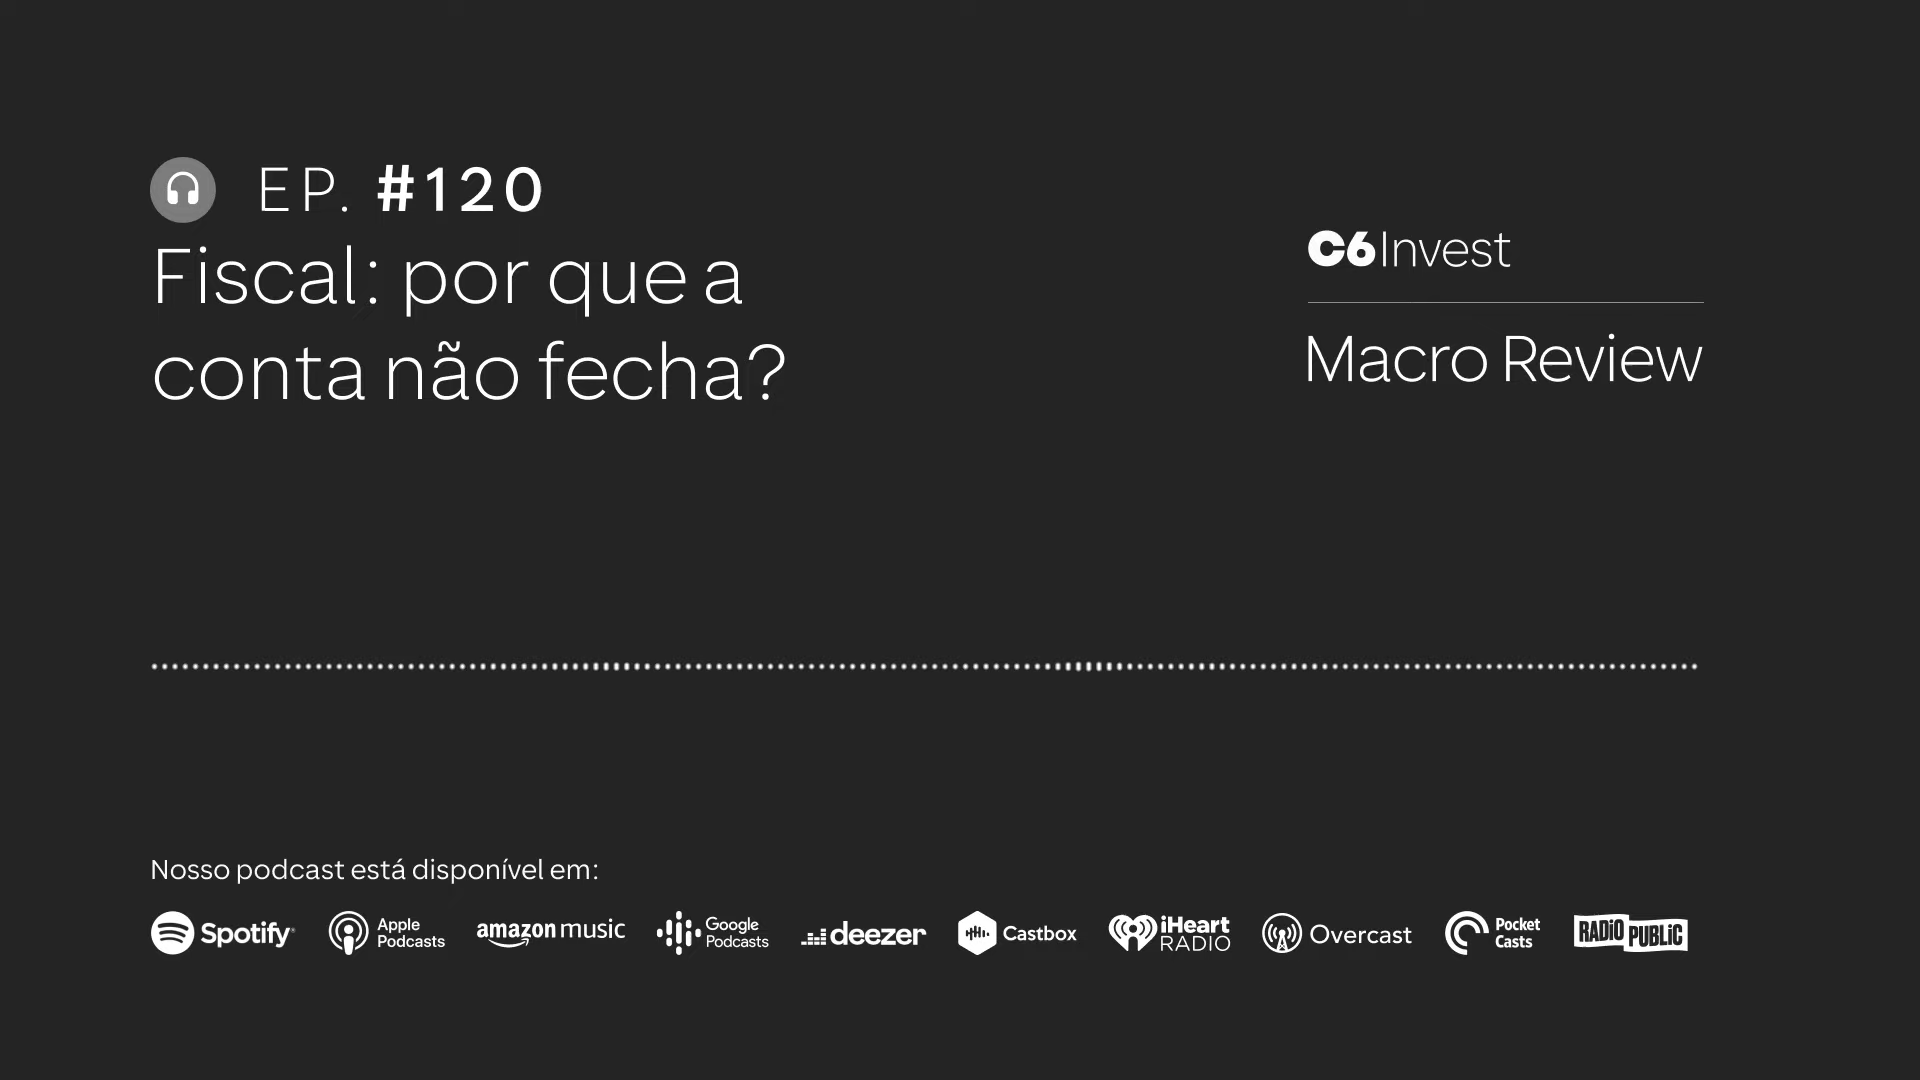 EP. #120
Fiscal: por que a
conta não fecha?
C6 Invest
Macro Review
Nosso podcast está disponível em:
Spotify
Apple
Podcasts
amazon music
Google
Podcasts
deezer
Castbox
iHeart
RADIO
Overcast
Pocket
Casts
RADiO PUBLiC